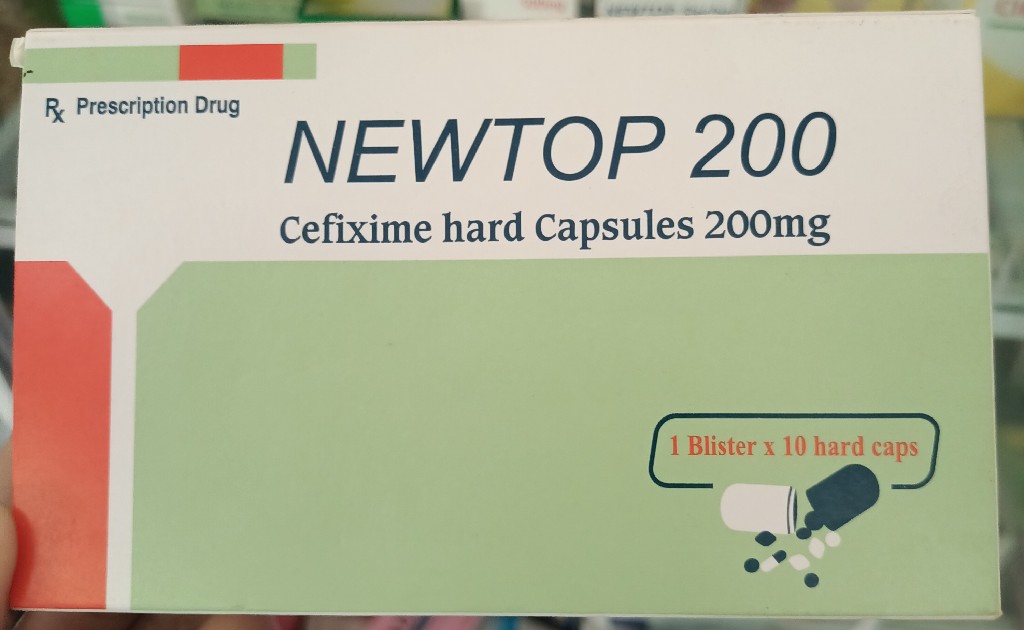 Rx Prescription Drug
NEWTOP 200
Cefixime hard Capsules 200mg
1 Blister x 10 hard caps